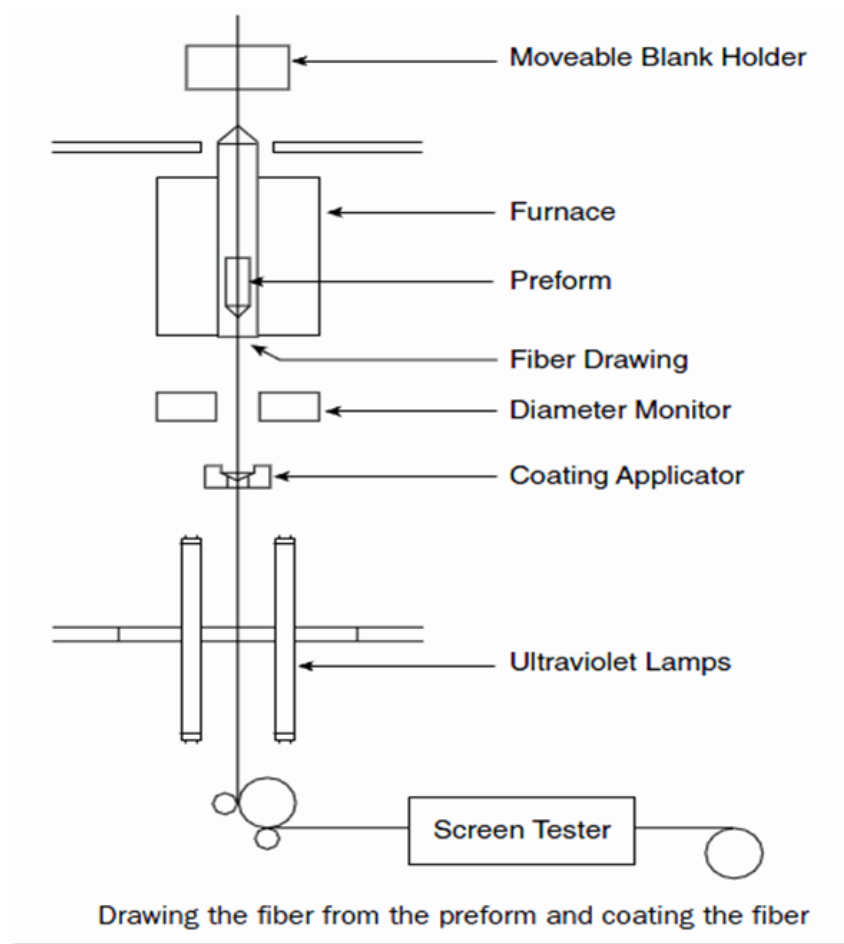 Moveable Blank Holder
Furnace
Preform
Fiber Drawing
Diameter Monitor
Coating Applicator
Ultraviolet Lamps
Screen Tester
Drawing the fiber from the preform and coating the fiber